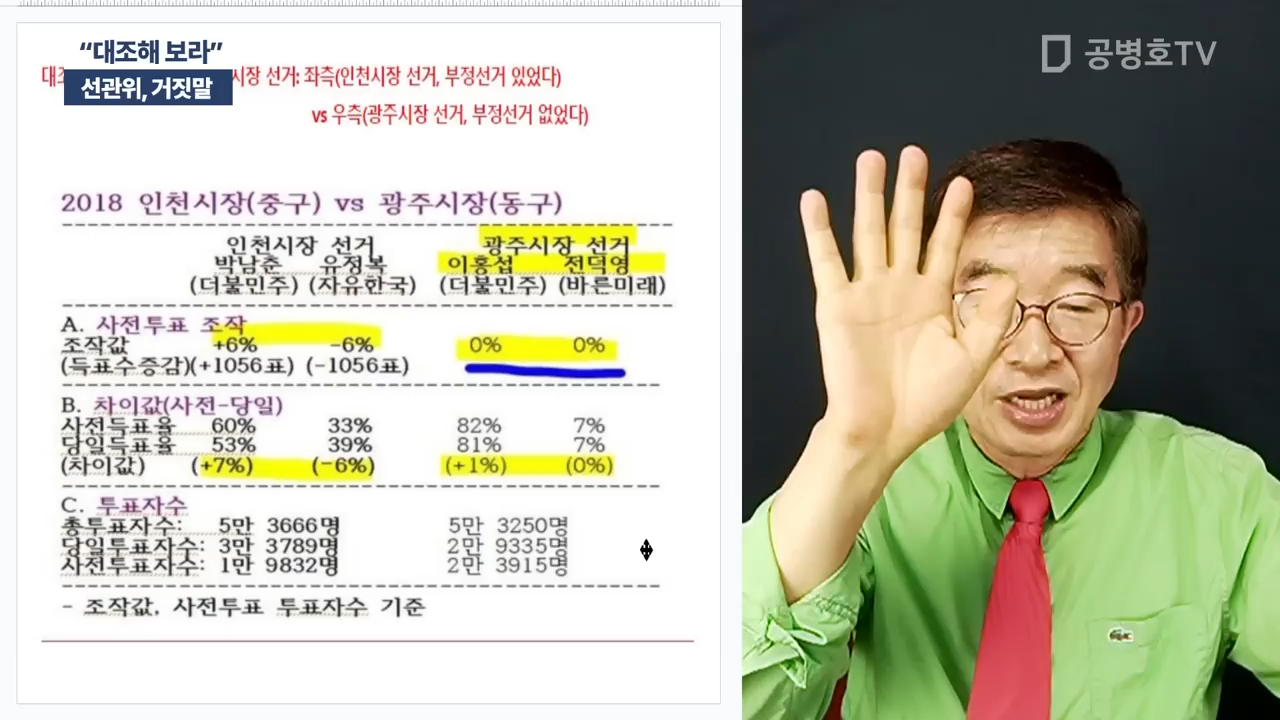 “대조해 보라”
선관위, 거짓말
공병호TV
시장 선거: 좌측(인천시장 선거, 부정선거 있었다)
vs 우측(광주시장 선거, 부정선거 없었다)
2018 인천시장(중구) vs 광주시장(동구)
인천시장 선거 광주시장 선거
박남춘 유정복 이홍섭 전덕영
(더불민주) (자유한국) (더불민주) (바른미래)
A. 사전투표 조작
조작값 +6% -6% 0% 0%
(득표수증감)(+1056표) (-1056표)
B. 차이값(사전-당일)
사전득표율 60% 33% 82% 7%
당일득표율 53% 39% 81% 7%
(차이값) (+7%) (-6%) (+1%) (0%)
C. 투표자수
총투표자수: 5만 3666명 5만 3250명
당일투표자수: 3만 3789명 2만 9335명
사전투표자수: 1만 9832명 2만 3915명
- 조작값, 사전투표 투표자수 기준